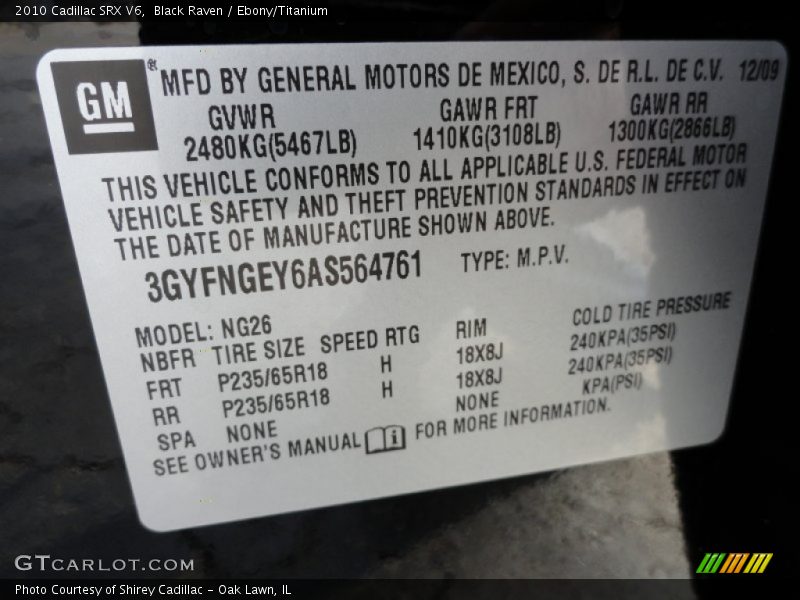 2010 Cadillac SRX V6, Black Raven / Ebony/Titanium
GM® MFD BY GENERAL MOTORS DE MEXICO, S. DE R.L. DE C.V. 12/09
GVWR GAWR FRT GAWR RR
2480KG(5467LB) 1410KG(3108LB) 1300KG(2866LB)
THIS VEHICLE CONFORMS TO ALL APPLICABLE U.S. FEDERAL MOTOR
VEHICLE SAFETY AND THEFT PREVENTION STANDARDS IN EFFECT ON
THE DATE OF MANUFACTURE SHOWN ABOVE.
3GYFNGEY6AS564761 TYPE: M.P.V.
MODEL: NG26
NBFR TIRE SIZE SPEED RTG RIM COLD TIRE PRESSURE
FRT P235/65R18 H 18X8J 240KPA(35PSI)
RR P235/65R18 H 18X8J 240KPA(35PSI)
SPA NONE NONE KPA(PSI)
SEE OWNER'S MANUAL FOR MORE INFORMATION.
GTCARLOT.COM
Photo Courtesy of Shirey Cadillac - Oak Lawn, IL